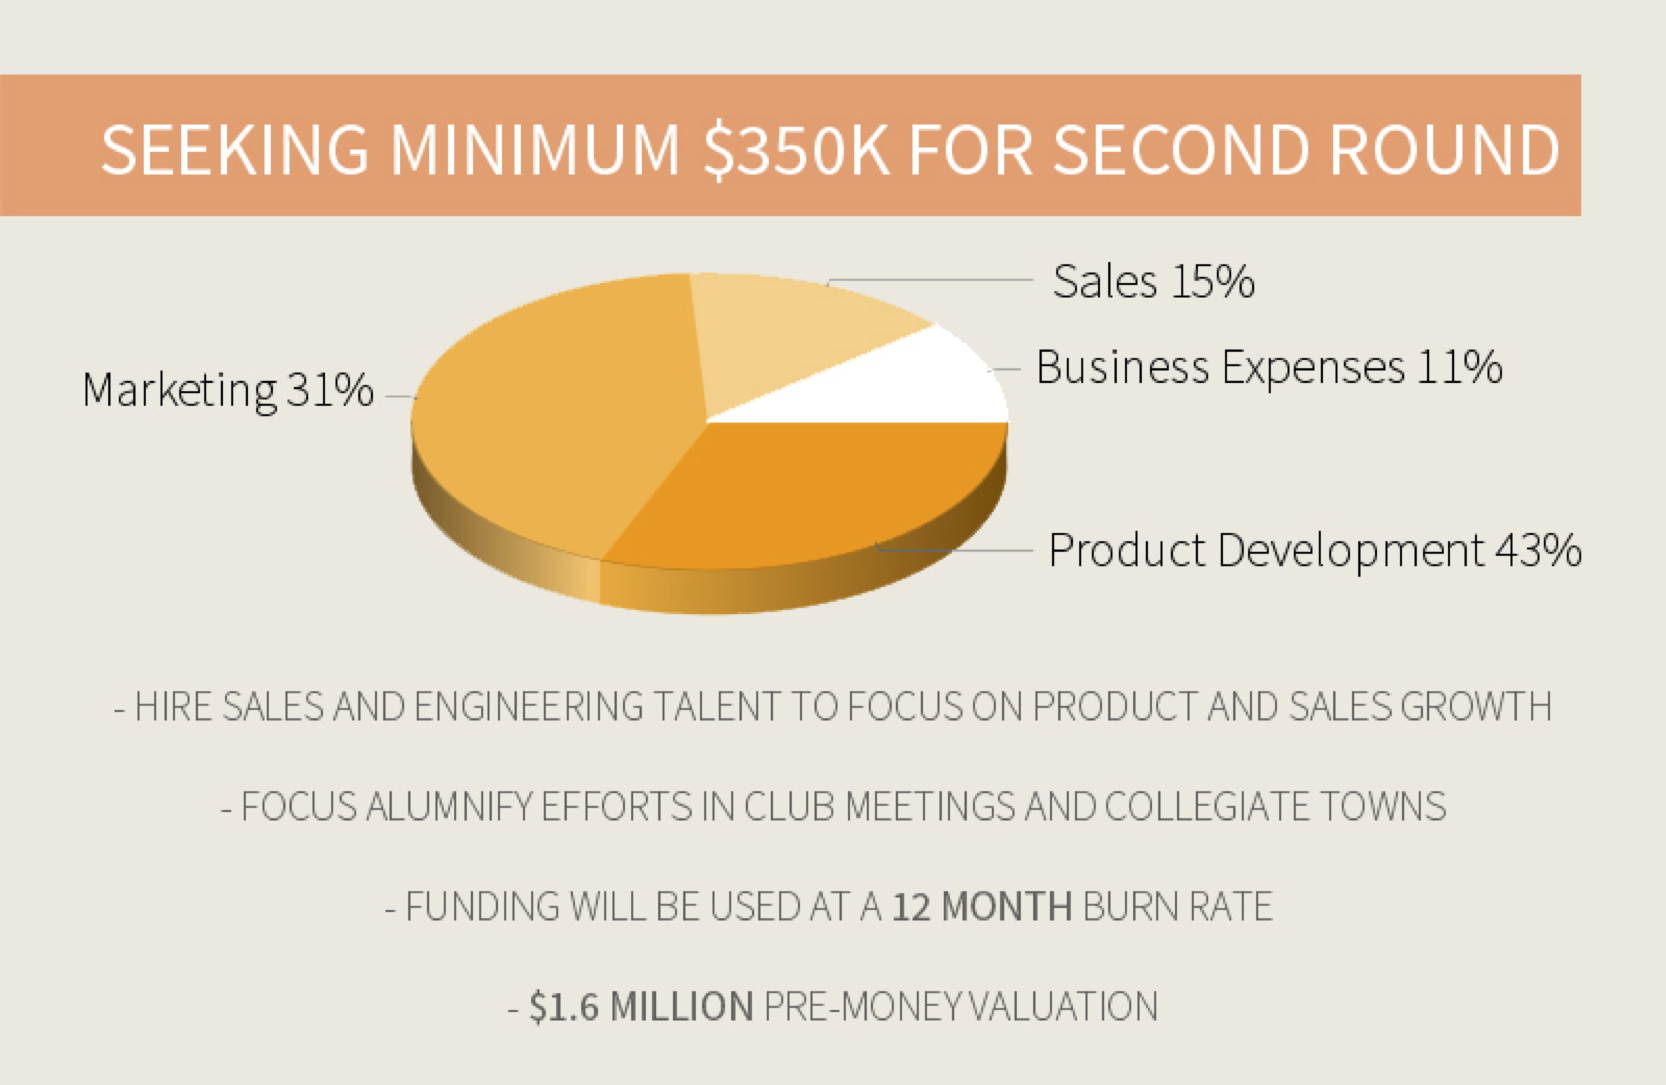 SEEKING MINIMUM $350K FOR SECOND ROUND
Sales 15%
Business Expenses 11%
Marketing 31%
Product Development 43%
- HIRE SALES AND ENGINEERING TALENT TO FOCUS ON PRODUCT AND SALES GROWTH
- FOCUS ALUMNIFY EFFORTS IN CLUB MEETINGS AND COLLEGIATE TOWNS
- FUNDING WILL BE USED AT A 12 MONTH BURN RATE
- $1.6 MILLION PRE-MONEY VALUATION